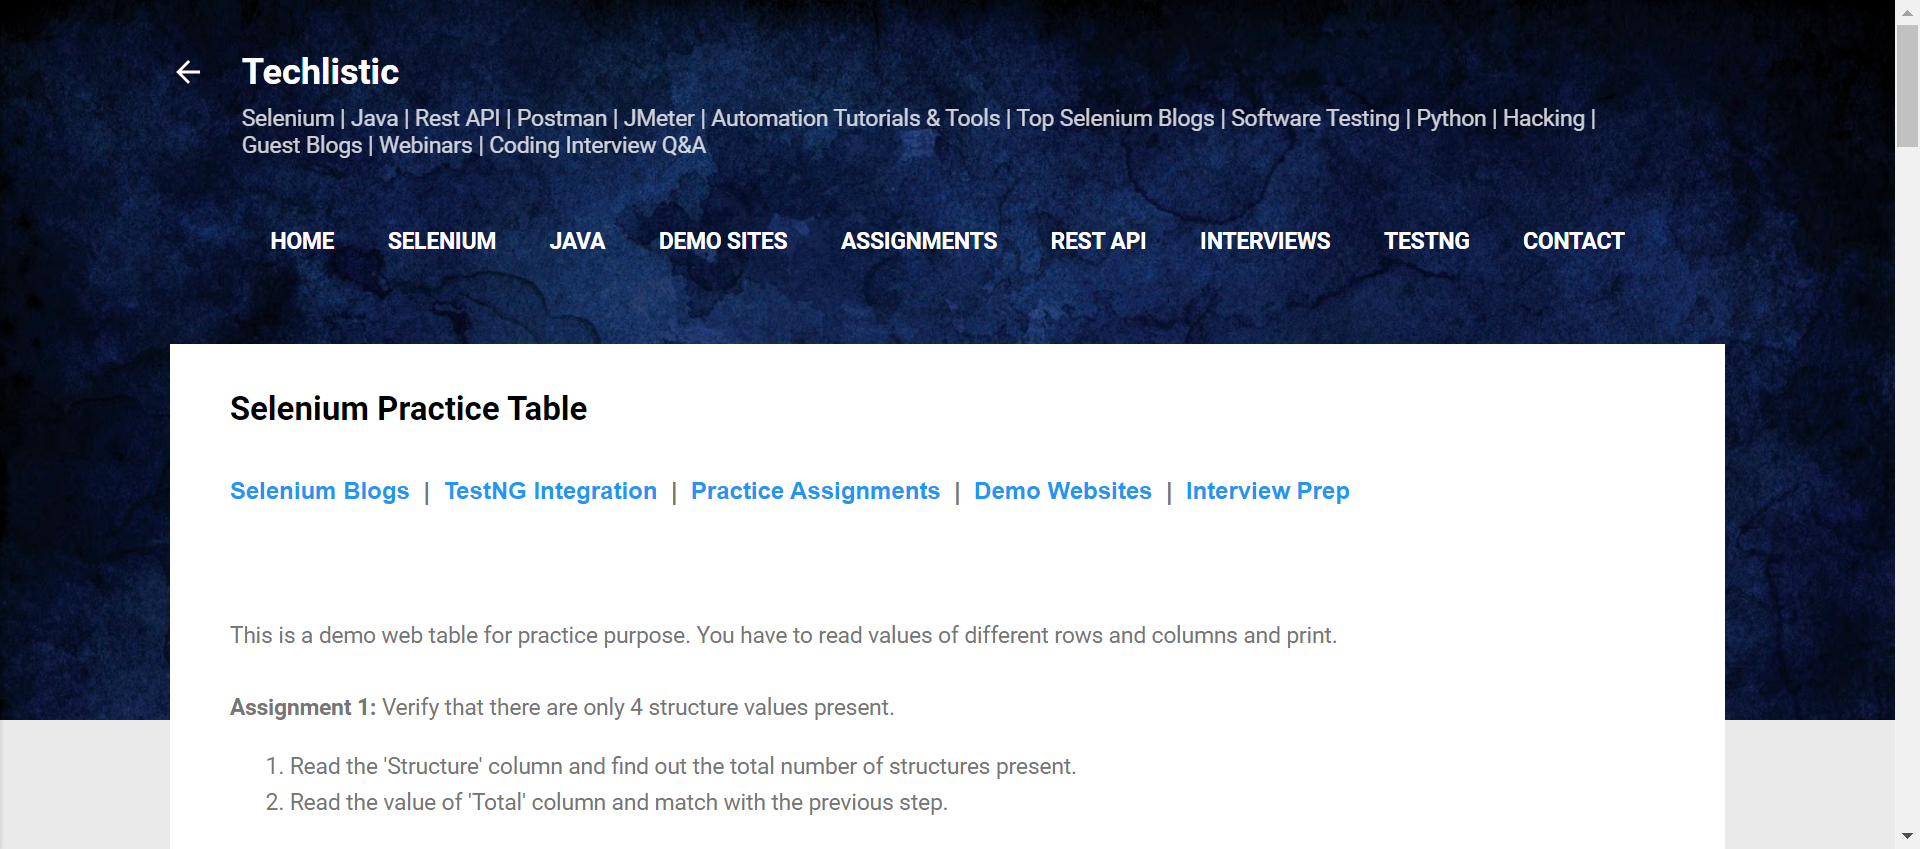 Techlistic
Selenium | Java | Rest API | Postman | JMeter | Automation Tutorials & Tools | Top Selenium Blogs | Software Testing | Python | Hacking |
Guest Blogs | Webinars | Coding Interview Q&A
HOME SELENIUM JAVA DEMO SITES ASSIGNMENTS REST API INTERVIEWS TESTNG CONTACT
Selenium Practice Table
Selenium Blogs | TestNG Integration | Practice Assignments | Demo Websites | Interview Prep
This is a demo web table for practice purpose. You have to read values of different rows and columns and print.
Assignment 1: Verify that there are only 4 structure values present.
1. Read the 'Structure' column and find out the total number of structures present.
2. Read the value of 'Total' column and match with the previous step.